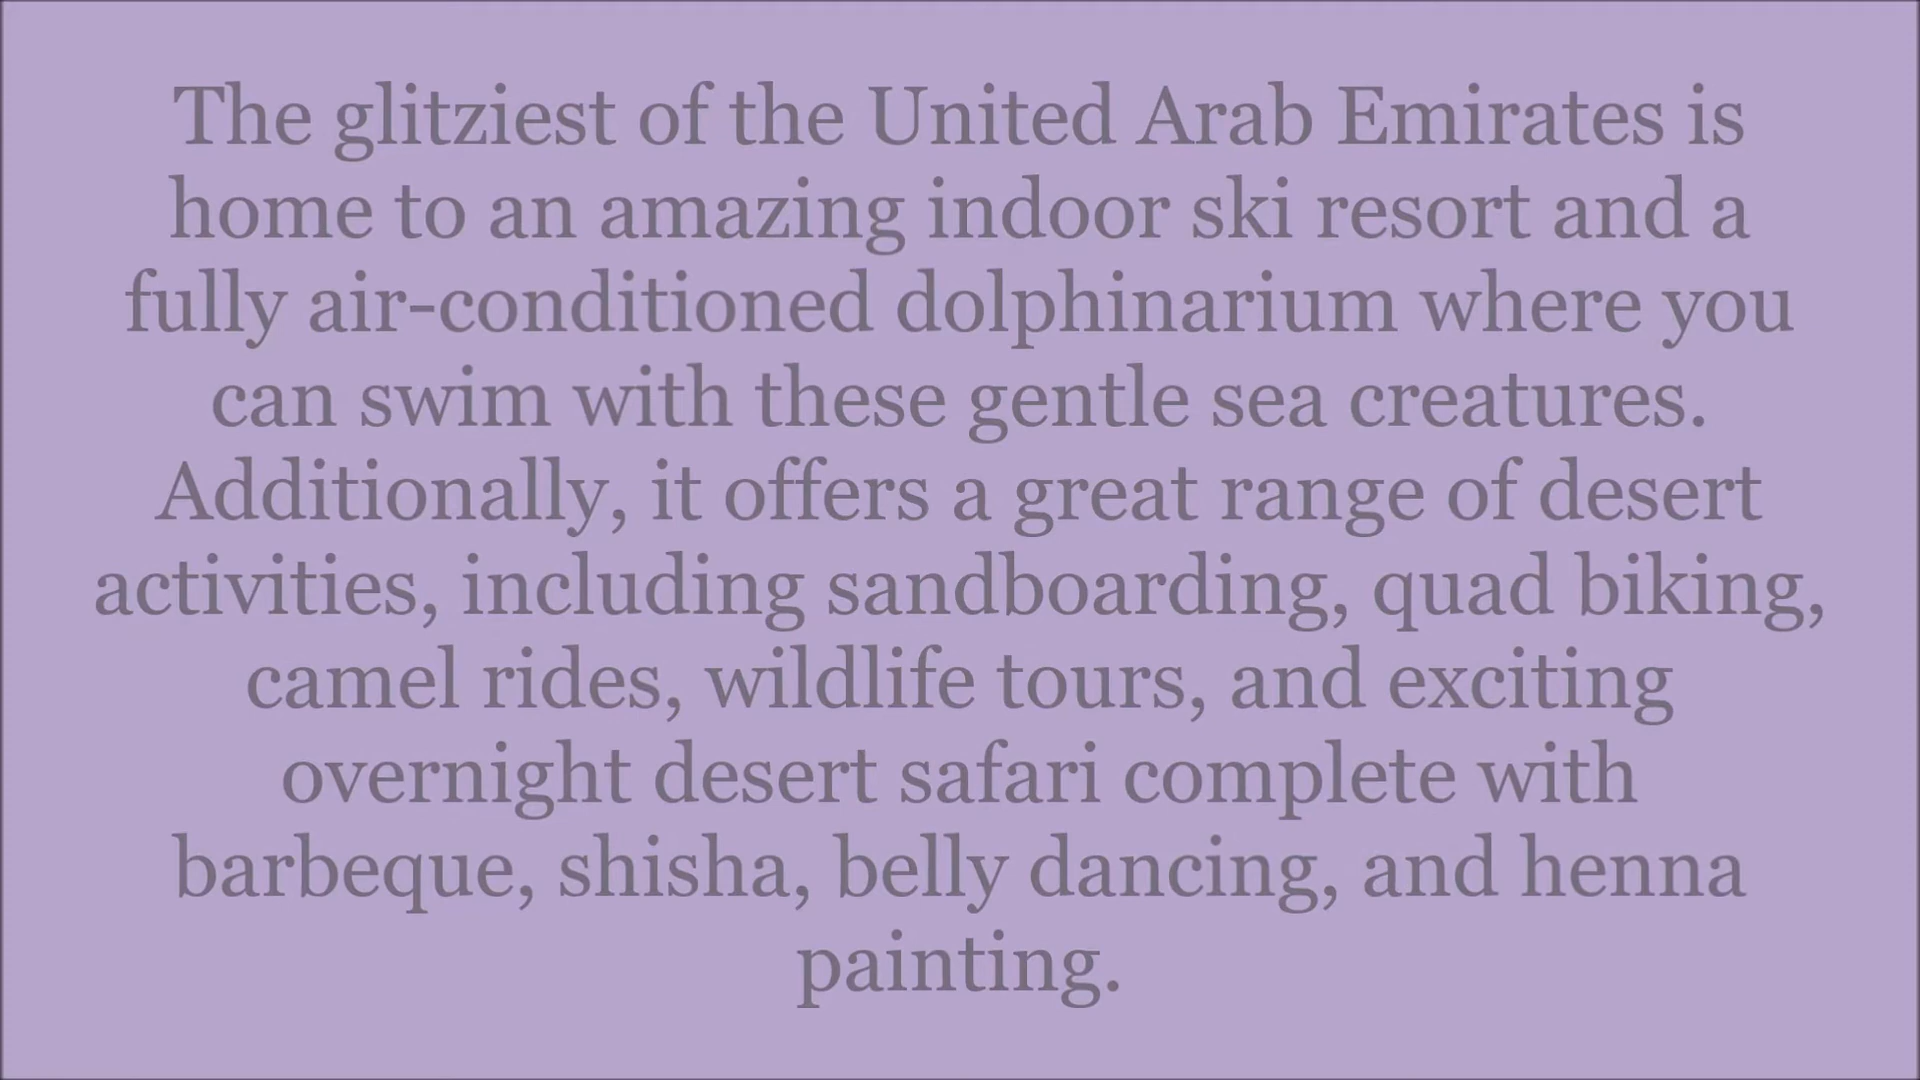 The glitziest of the United Arab Emirates is
home to an amazing indoor ski resort and a
fully air-conditioned dolphinarium where you
can swim with these gentle sea creatures.
Additionally, it offers a great range of desert
activities, including sandboarding, quad biking,
camel rides, wildlife tours, and exciting
overnight desert safari complete with
barbeque, shisha, belly dancing, and henna
painting.